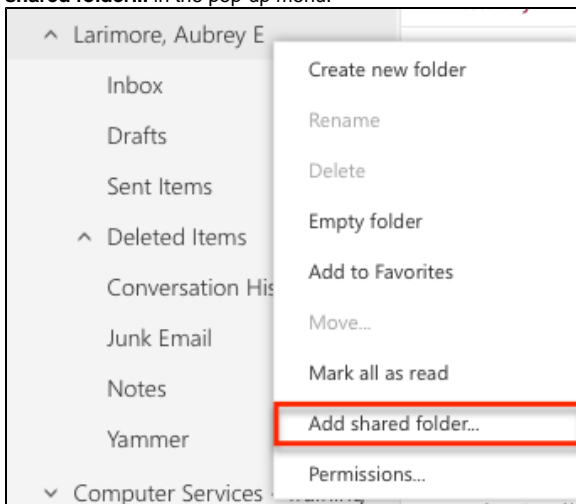 shared folder... in the pop-up menu.
Larimore, Aubrey E
Inbox
Drafts
Sent Items
Deleted Items
Conversation His
Junk Email
Notes
Yammer
Computer Services
Create new folder
Rename
Delete
Empty folder
Add to Favorites
Move...
Mark all as read
Add shared folder...
Permissions...